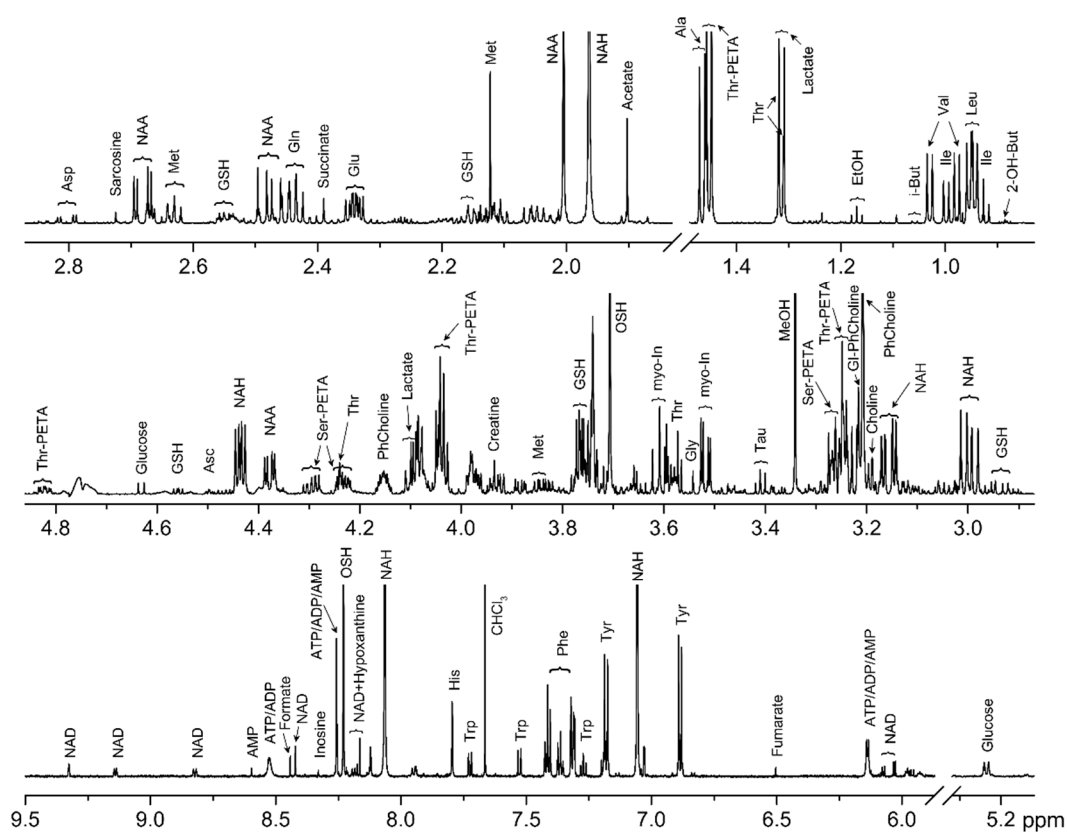 Asp
Sarcosine
NAA
Met
GSH
NAA
Gln
Succinate
Glu
GSH
Met
NAA
NAH
Acetate
Ala
Thr-PETA
Thr
Lactate
EtOH
i-But
Val
Ile
Leu
Ile
2-OH-But
2.8 2.6 2.4 2.2 2.0 1.4 1.2 1.0
Thr-PETA
Glucose
GSH
Asc
NAH
NAA
Ser-PETA
Thr
PhCholine
Lactate
Thr-PETA
Creatine
Met
GSH
OSH
myo-In
Thr
Gly
myo-In
Tau
MeOH
Ser-PETA
Thr-PETA
Gl-PhCholine
PhCholine
Choline
NAH
NAH
GSH
4.8 4.6 4.4 4.2 4.0 3.8 3.6 3.4 3.2 3.0
NAD
NAD
NAD
AMP
ATP/ADP
Formate
NAD
Inosine
ATP/ADP/AMP
OSH
NAD+Hypoxanthine
NAH
His
Trp
CHCl3
Trp
Phe
Trp
Tyr
NAH
Tyr
Fumarate
ATP/ADP/AMP
NAD
Glucose
9.5 9.0 8.5 8.0 7.5 7.0 6.5 6.0 5.2 ppm